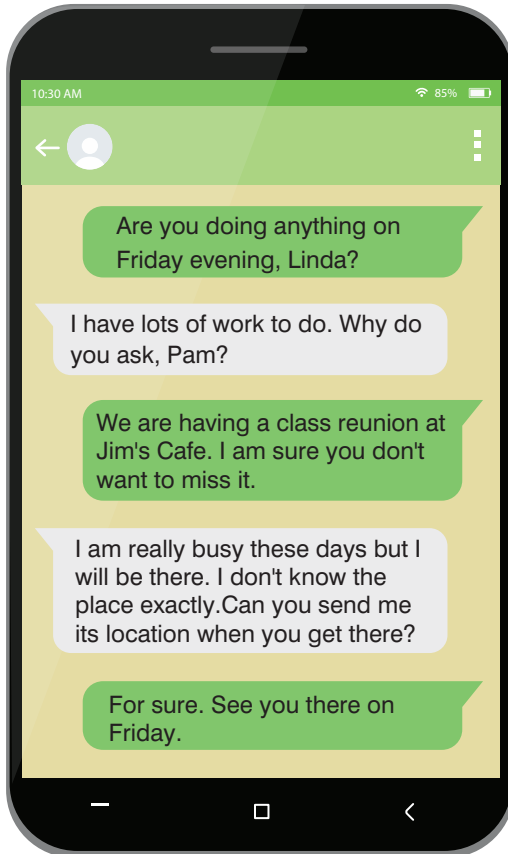 10:30 AM 85%
Are you doing anything on
Friday evening, Linda?
I have lots of work to do. Why do
you ask, Pam?
We are having a class reunion at
Jim's Cafe. I am sure you don't
want to miss it.
I am really busy these days but I
will be there. I don't know the
place exactly.Can you send me
its location when you get there?
For sure. See you there on
Friday.